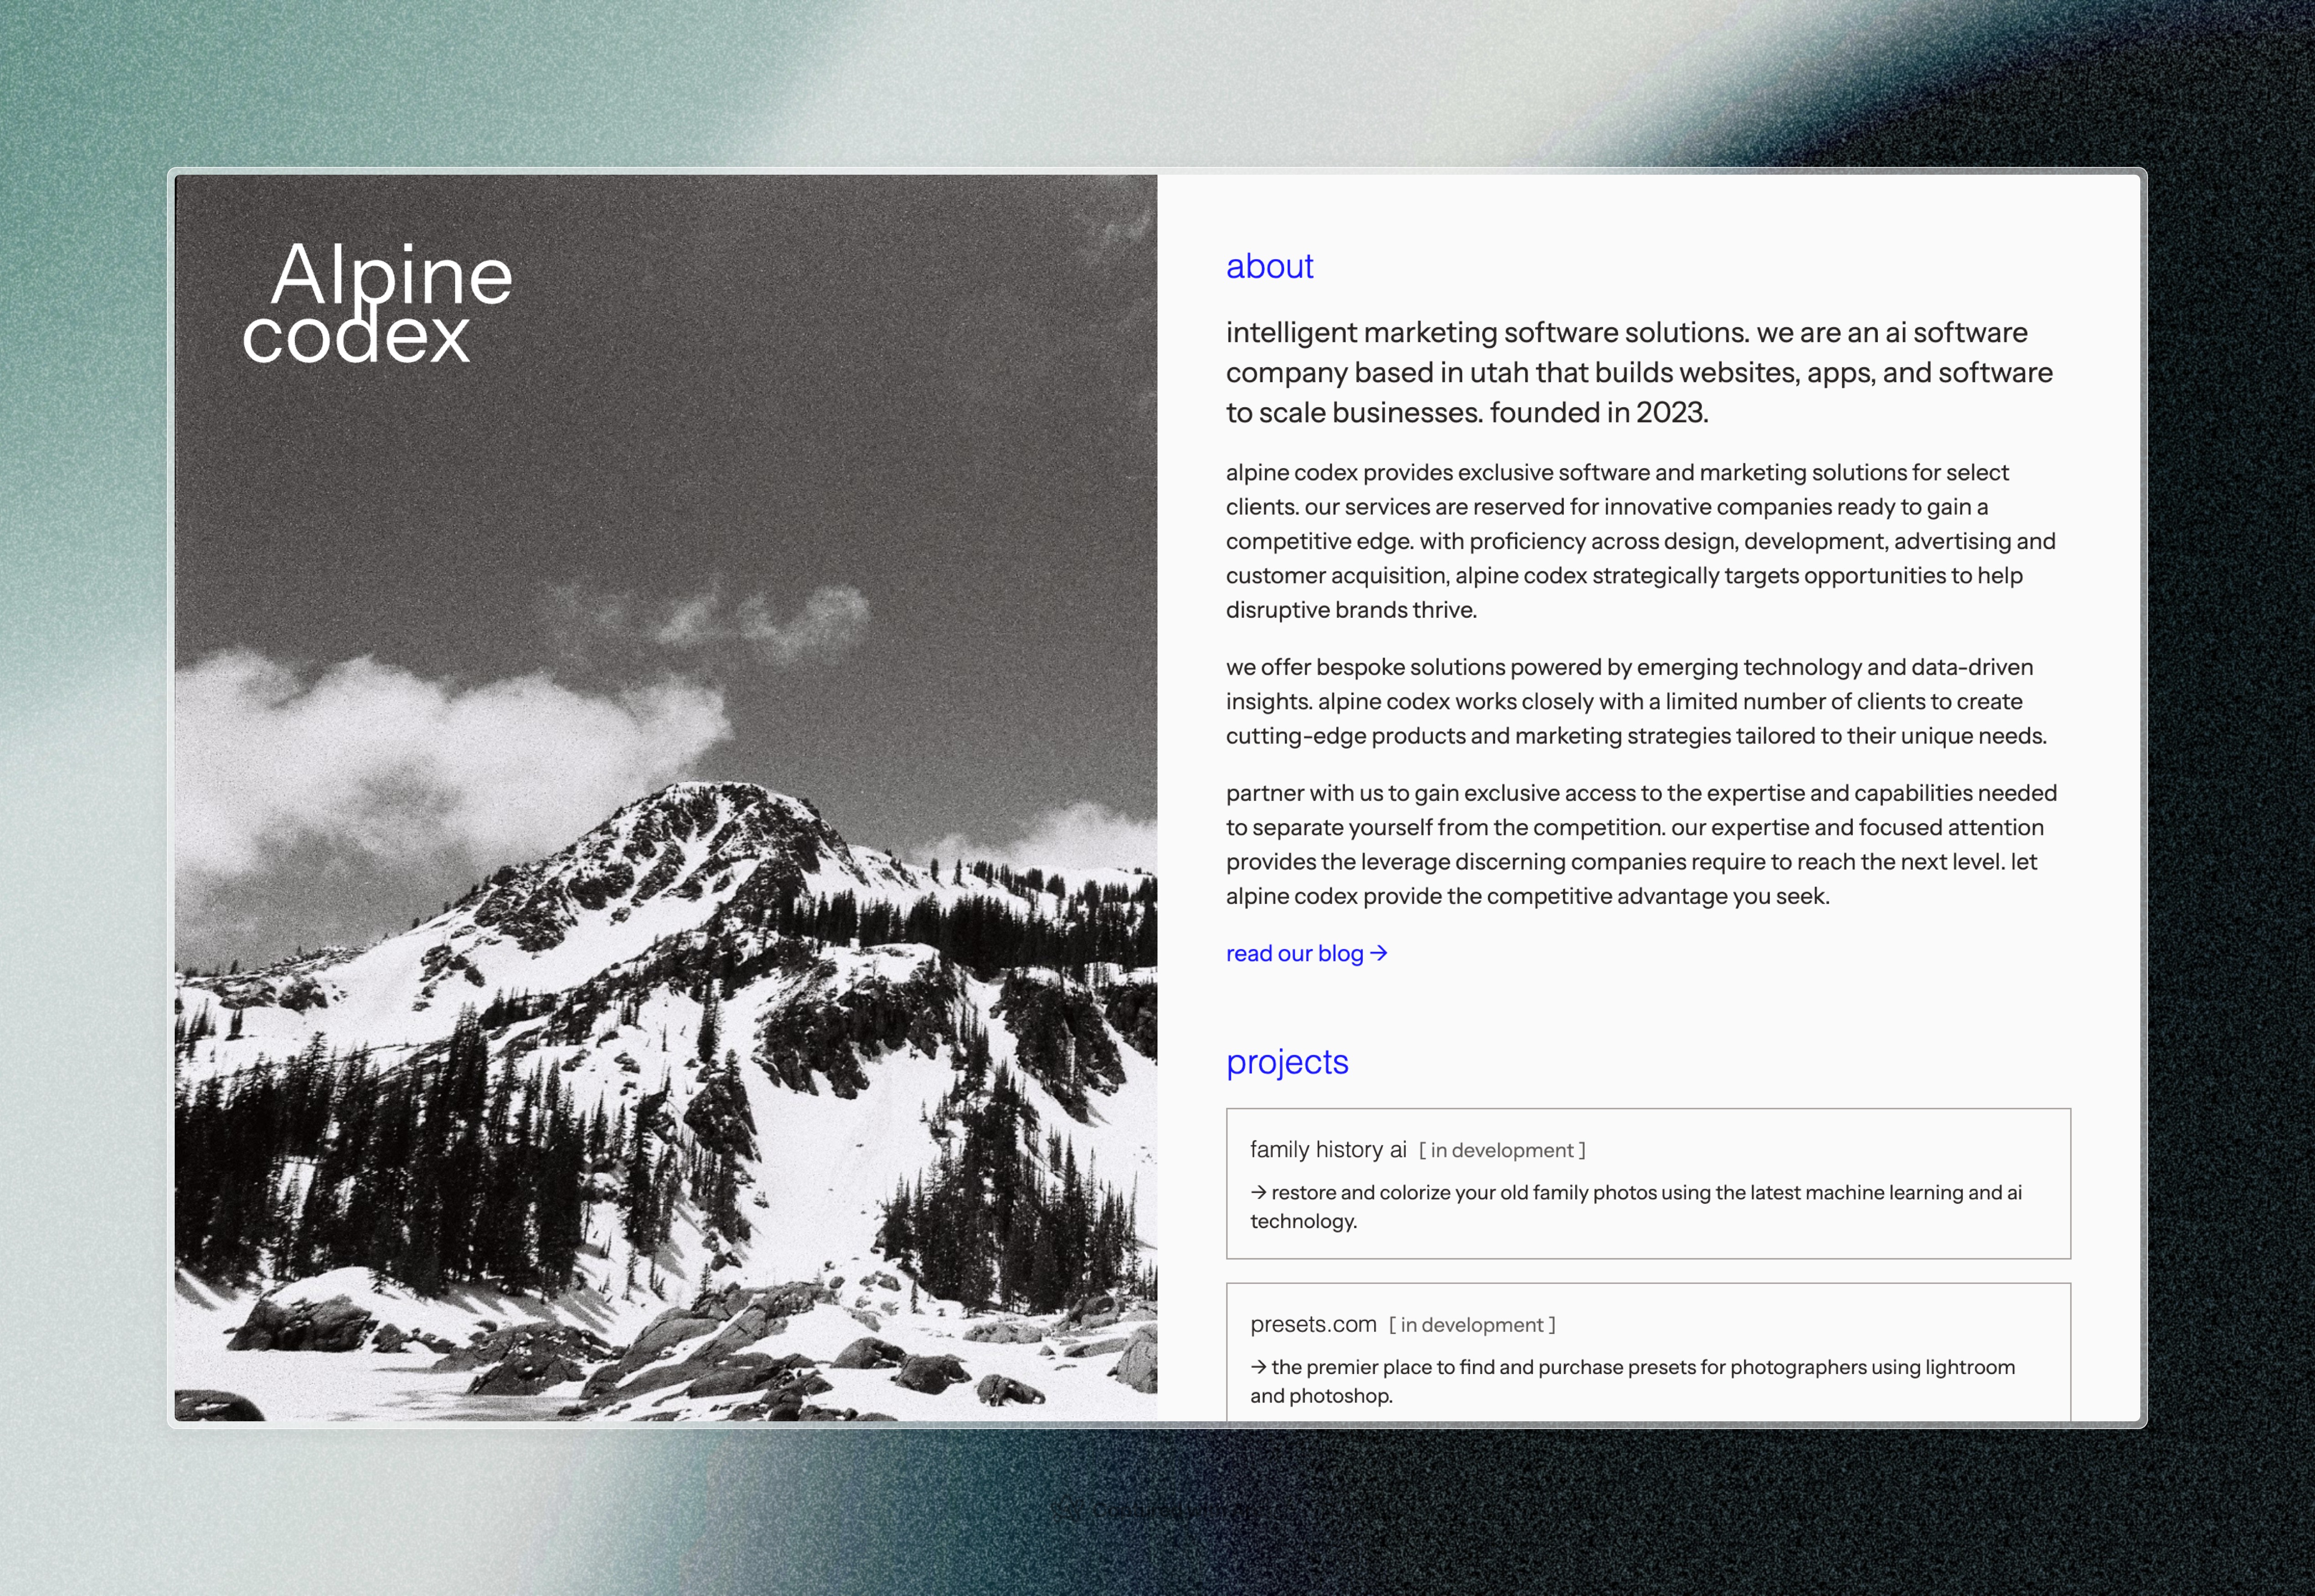 Alpine
codex
about
intelligent marketing software solutions. we are an ai software
company based in utah that builds websites, apps, and software
to scale businesses. founded in 2023.
alpine codex provides exclusive software and marketing solutions for select
clients. our services are reserved for innovative companies ready to gain a
competitive edge. with proficiency across design, development, advertising and
customer acquisition, alpine codex strategically targets opportunities to help
disruptive brands thrive.
we offer bespoke solutions powered by emerging technology and data-driven
insights. alpine codex works closely with a limited number of clients to create
cutting-edge products and marketing strategies tailored to their unique needs.
partner with us to gain exclusive access to the expertise and capabilities needed
to separate yourself from the competition. our expertise and focused attention
provides the leverage discerning companies require to reach the next level. let
alpine codex provide the competitive advantage you seek.
read our blog →
projects
family history ai [ in development ]
→ restore and colorize your old family photos using the latest machine learning and ai
technology.
presets.com [ in development ]
→ the premier place to find and purchase presets for photographers using lightroom
and photoshop.